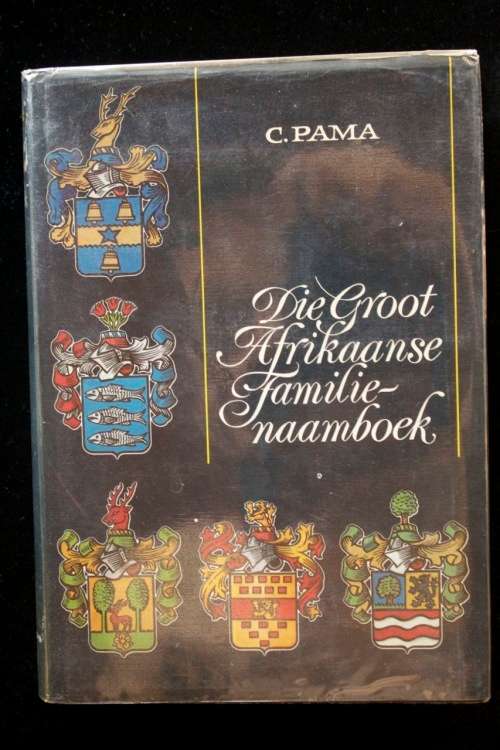 C. PAMA
Die Groot
Afrikaanse
Familie-
naamboek